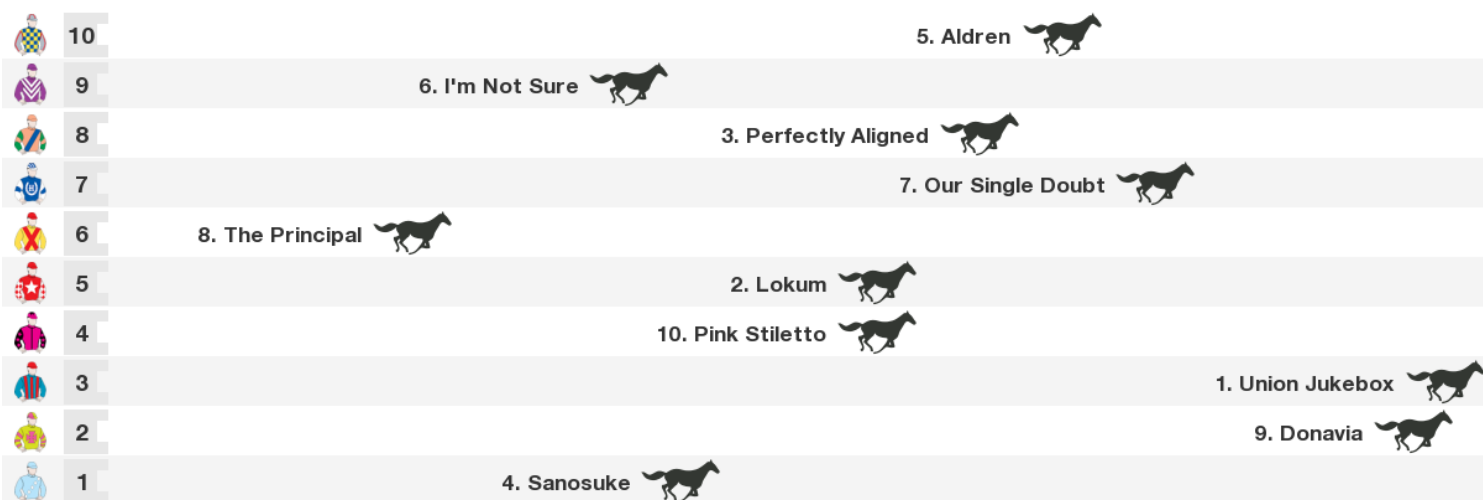 10 5. Aldren
9 6. I'm Not Sure
8 3. Perfectly Aligned
7 7. Our Single Doubt
6 8. The Principal
5 2. Lokum
4 10. Pink Stiletto
3 1. Union Jukebox
2 9. Donavia
1 4. Sanosuke